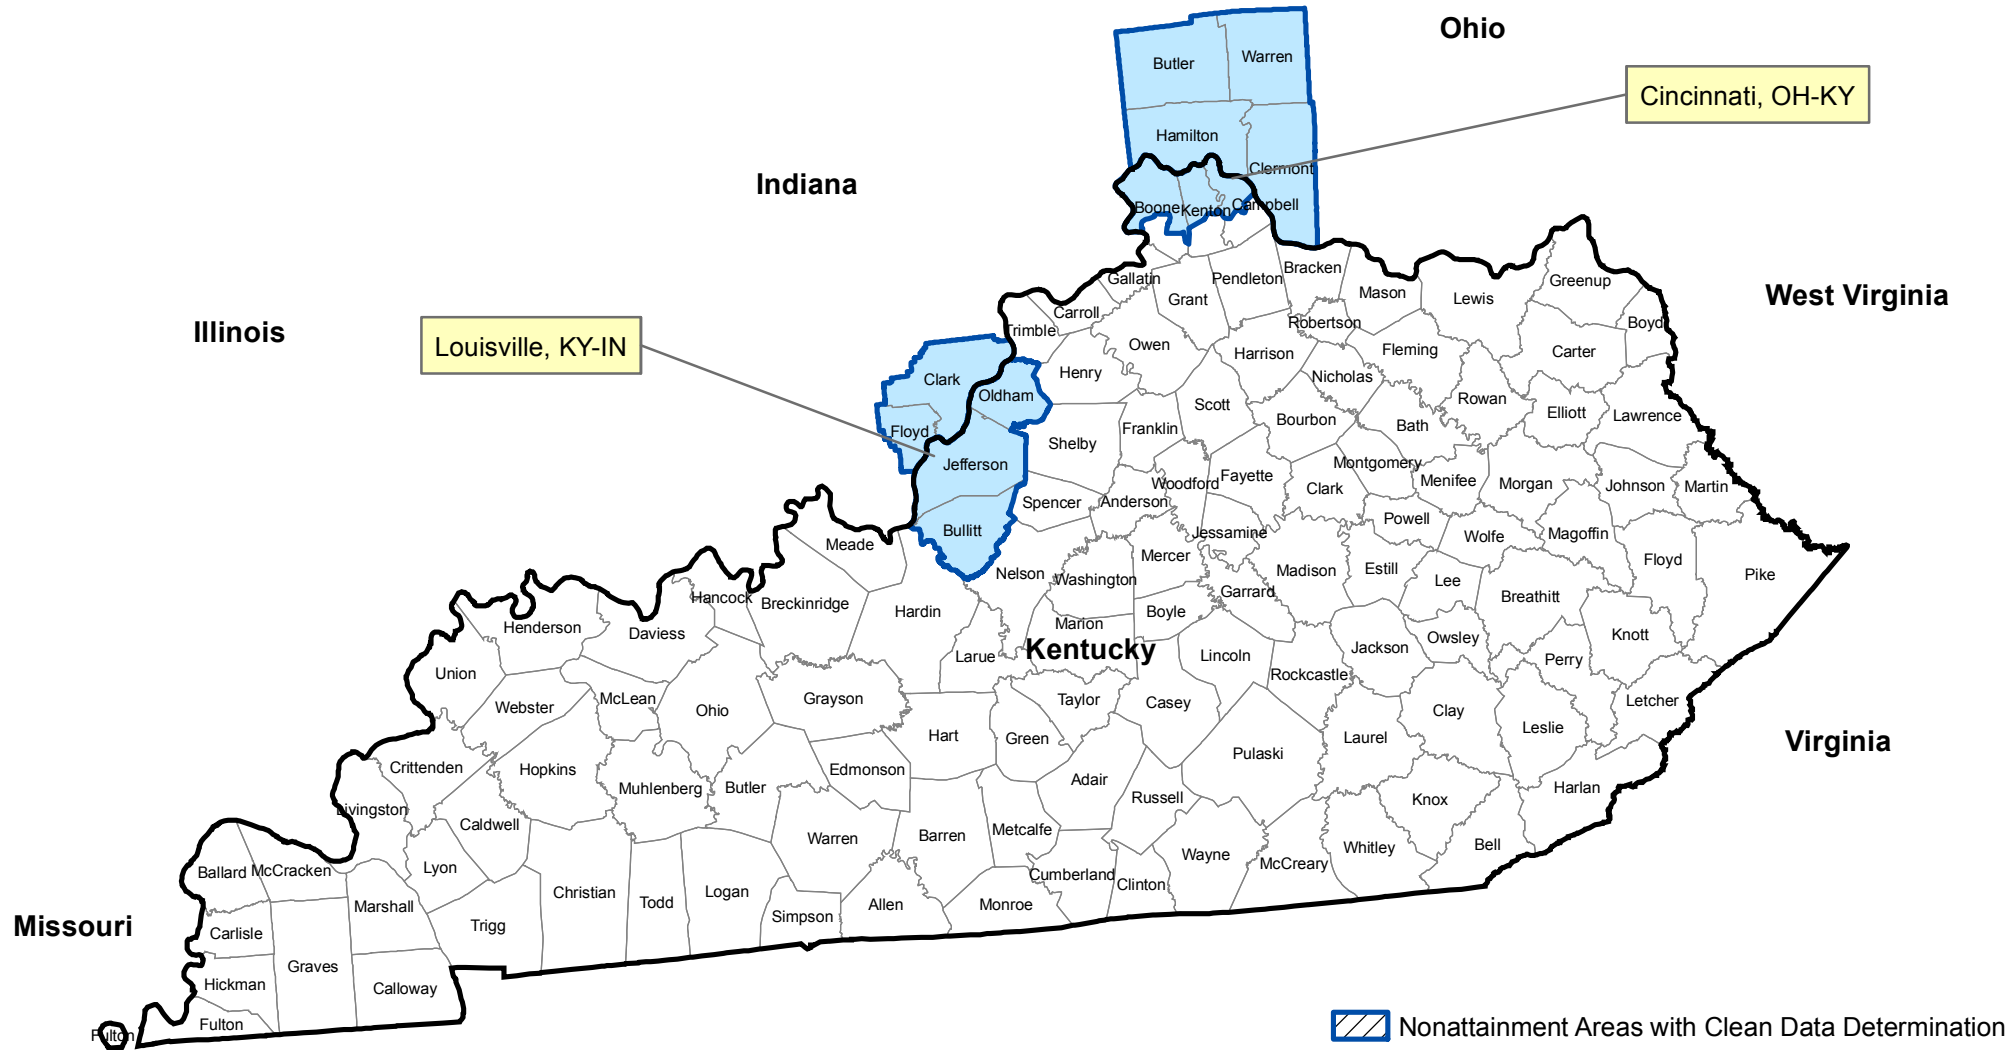 Ohio
Butler
Warren
Cincinnati, OH-KY
Hamilton
Clermont
Indiana
Boone
Kenton
Campbell
West Virginia
Illinois
Louisville, KY-IN
Gallatin
Pendleton
Bracken
Mason
Lewis
Greenup
Grant
Carroll
Trimble
Robertson
Boyd
Owen
Harrison
Fleming
Carter
Clark
Oldham
Henry
Nicholas
Rowan
Scott
Bourbon
Bath
Elliott
Lawrence
Floyd
Jefferson
Shelby
Franklin
Montgomery
Menifee
Morgan
Johnson
Martin
Woodford
Fayette
Clark
Spencer
Anderson
Powell
Wolfe
Magoffin
Bullitt
Jessamine
Meade
Mercer
Madison
Estill
Lee
Floyd
Pike
Nelson
Washington
Garrard
Breathitt
Hancock
Breckinridge
Hardin
Boyle
Marion
Henderson
Daviess
Kentucky
Larue
Lincoln
Jackson
Owsley
Knott
Perry
Union
Webster
McLean
Ohio
Grayson
Taylor
Casey
Rockcastle
Letcher
Clay
Leslie
Hart
Green
Pulaski
Laurel
Virginia
Crittenden
Hopkins
Muhlenberg
Butler
Edmonson
Adair
Russell
Knox
Harlan
Livingston
Caldwell
Warren
Barren
Metcalfe
Wayne
Whitley
Bell
Ballard
McCracken
Lyon
McCreary
Cumberland
Clinton
Christian
Todd
Logan
Marshall
Simpson
Allen
Monroe
Missouri
Carlisle
Trigg
Graves
Hickman
Calloway
Fulton
Fulton
Nonattainment Areas with Clean Data Determination